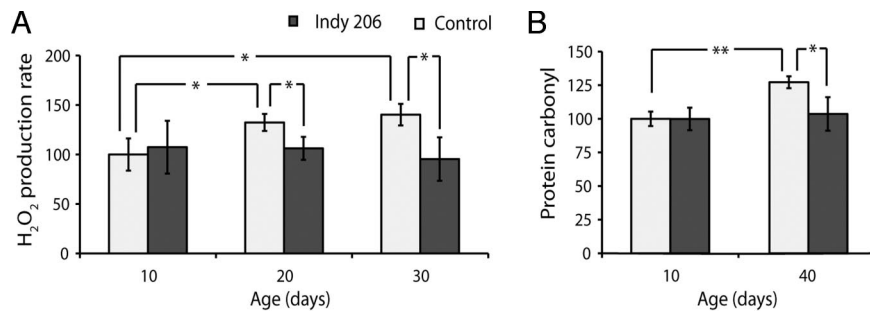 A
Indy 206
Control
B
H₂O₂ production rate
200
150
100
50
0
*
*
*
*
10
20
30
Age (days)
Protein carbonyl
150
125
100
75
50
25
0
**
*
10
40
Age (days)